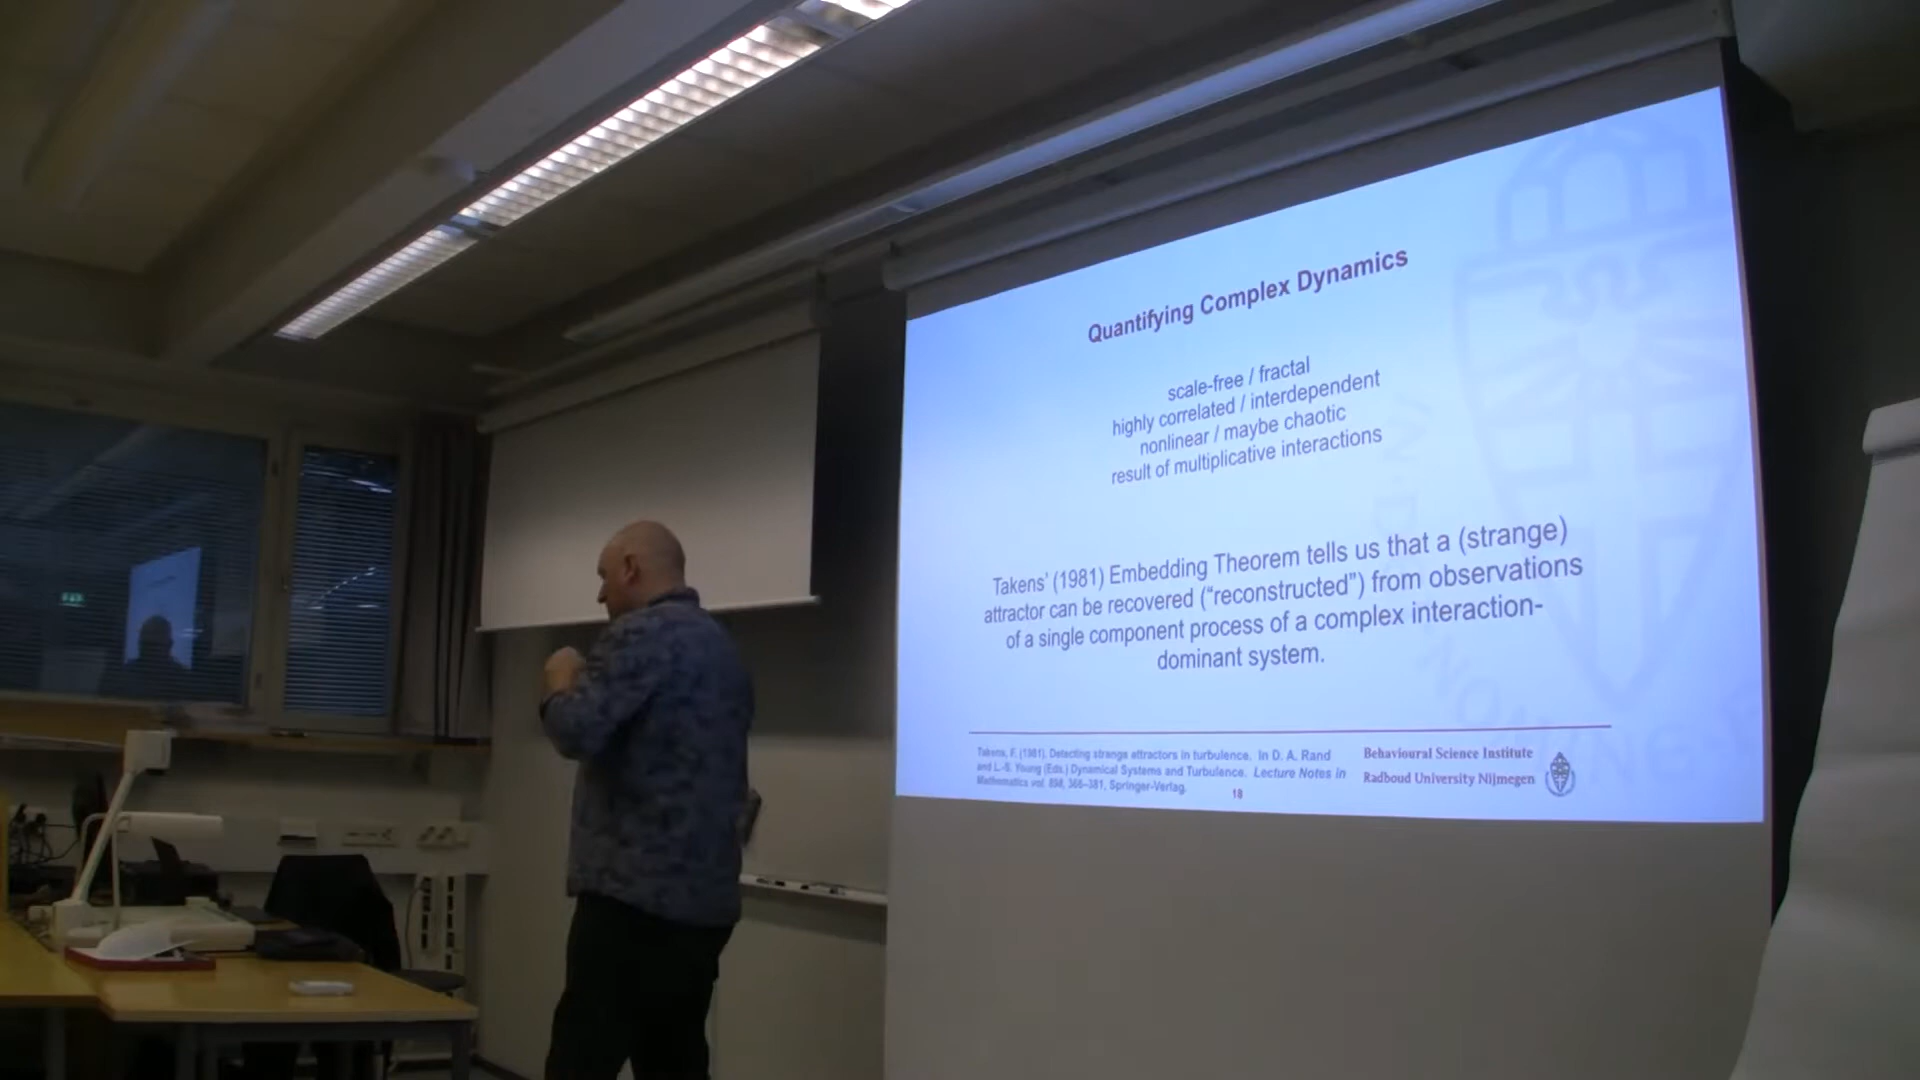 Quantifying Complex Dynamics
scale-free / fractal
highly correlated / interdependent
nonlinear / maybe chaotic
result of multiplicative interactions
Takens’ (1981) Embedding Theorem tells us that a (strange)
attractor can be recovered (“reconstructed”) from observations
of a single component process of a complex interaction-
dominant system.
Takens, F. (1981). Detecting strange attractors in turbulence. In D. A. Rand
and L.-S. Young (Eds.) Dynamical Systems and Turbulence. Lecture Notes in
Mathematics vol. 898, 366–381, Springer-Verlag.
Behavioural Science Institute
Radboud University Nijmegen
18